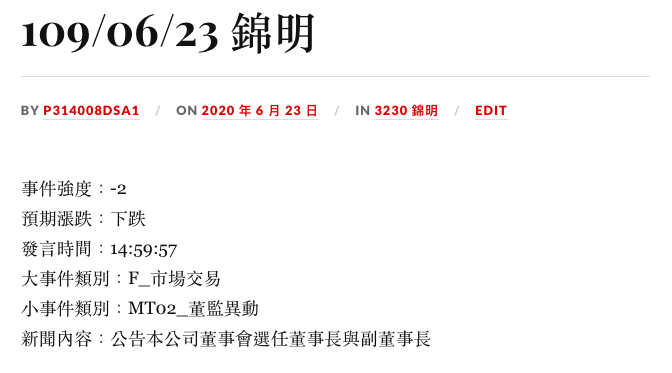 109/06/23 錦明
BY P314008DSA1 / ON 2020 年 6 月 23 日 / IN 3230 錦明 / EDIT
事件強度：-2
預期漲跌：下跌
發言時間：14:59:57
大事件類別：F_市場交易
小事件類別：MT02_董監異動
新聞內容：公告本公司董事會選任董事長與副董事長